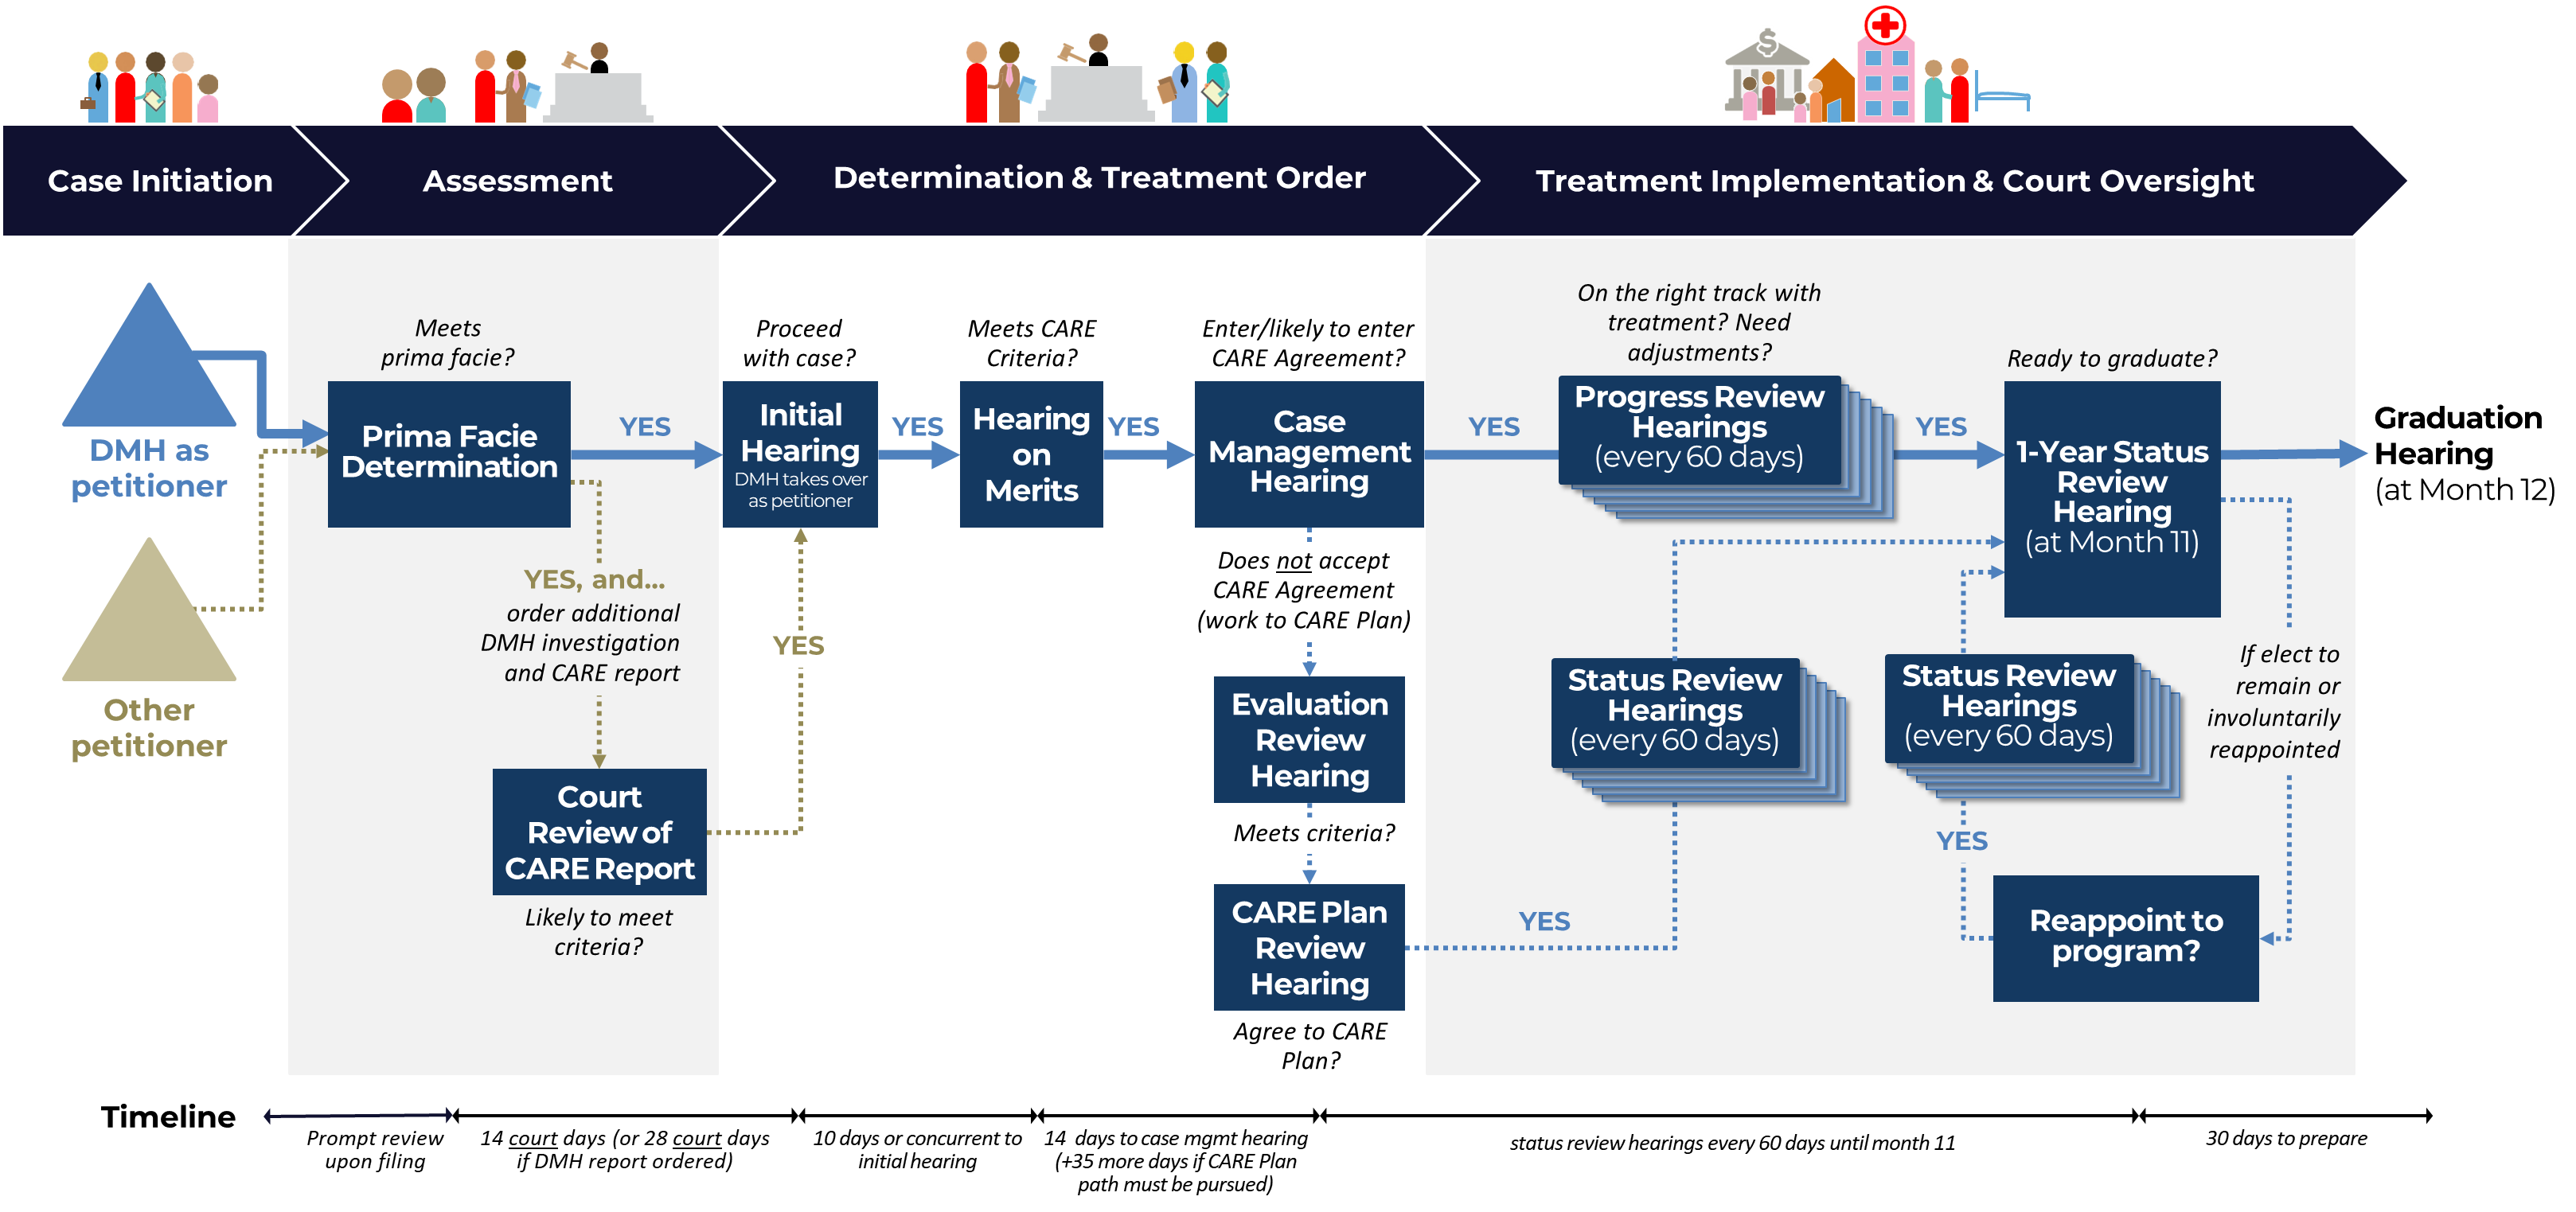 Case Initiation
Assessment
Determination & Treatment Order
Treatment Implementation & Court Oversight
DMH as
petitioner
Other
petitioner
Meets
prima facie?
Prima Facie
Determination
YES
YES, and...
order additional
DMH investigation
and CARE report
Court
Review of
CARE Report
Likely to meet
criteria?
YES
Proceed
with case?
Initial
Hearing
DMH takes over
as petitioner
YES
Meets CARE
Criteria?
Hearing
on
Merits
YES
Enter/likely to enter
CARE Agreement?
Case
Management
Hearing
Does not accept
CARE Agreement
(work to CARE Plan)
Evaluation
Review
Hearing
Meets criteria?
CARE Plan
Review
Hearing
Agree to CARE
Plan?
YES
YES
On the right track with
treatment? Need
adjustments?
Progress Review
Hearings
(every 60 days)
YES
Status Review
Hearings
(every 60 days)
Ready to graduate?
1-Year Status
Review
Hearing
(at Month 11)
Status Review
Hearings
(every 60 days)
YES
If elect to
remain or
involuntarily
reappointed
Reappoint to
program?
Graduation
Hearing
(at Month 12)
Timeline
Prompt review
upon filing
14 court days (or 28 court days
if DMH report ordered)
10 days or concurrent to
initial hearing
14 days to case mgmt hearing
(+35 more days if CARE Plan
path must be pursued)
status review hearings every 60 days until month 11
30 days to prepare
$